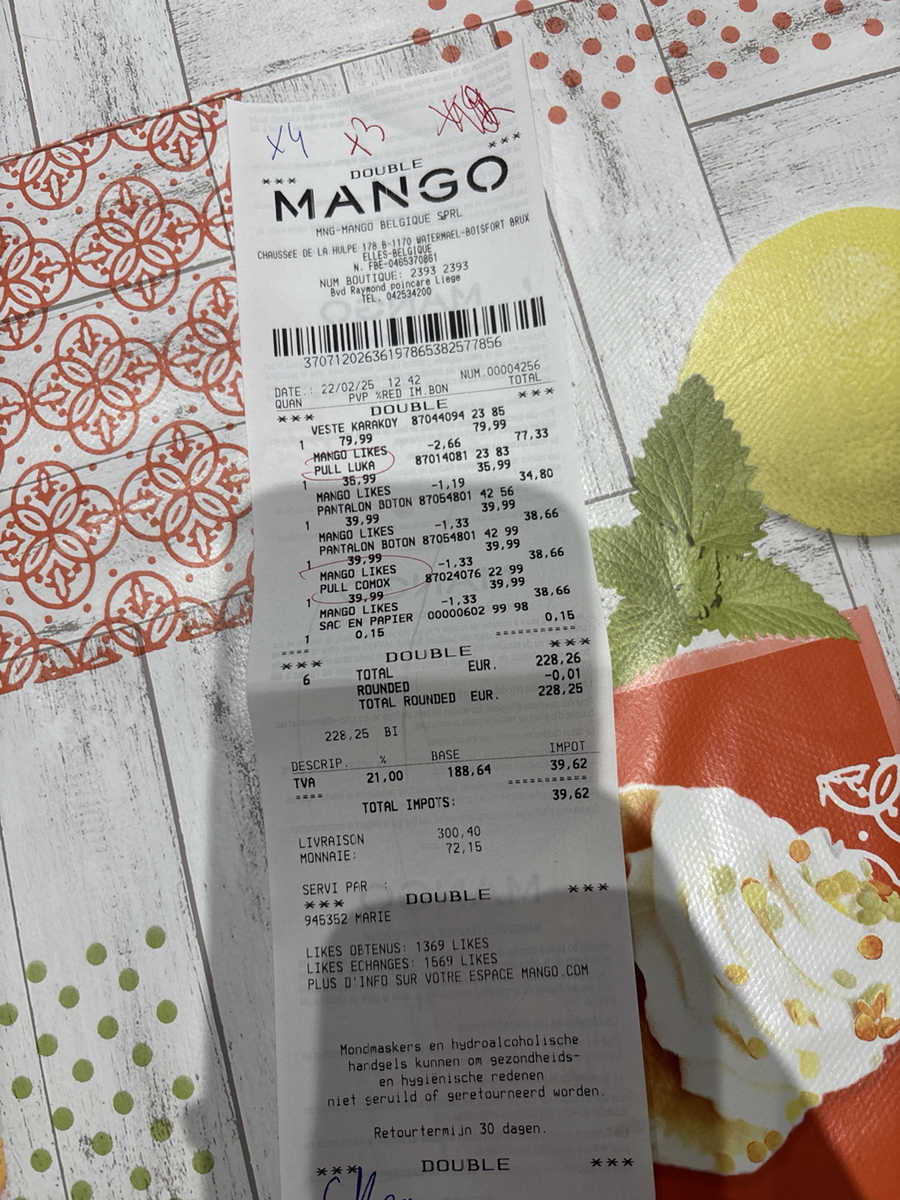 x4 x3
*** DOUBLE ***
MANGO
MNG-MANGO BELGIQUE SPRL
CHAUSSéE DE LA HULPE 178 B-1170 WATERMAEL-BOISFORT BRUX
ELLES-BELGIQUE
N. FBE-0465370861
NUM BOUTIQUE: 2393 2393
Bvd Raymond poincare Liege
TEL. 042534200
37071202636197865382577856
DATE.: 22/02/25 12 42 NUM.00004256
QUAN PVP %RED IM.BON TOTAL
*** DOUBLE ***
VESTE KARAKOY 87044094 23 85
1 79,99 79,99
MANGO LIKES -2,66 77,33
PULL LUKA 87014081 23 83
1 35,99 35,99
MANGO LIKES -1,19 34,80
PANTALON BOTON 87054801 42 56
1 39,99 39,99
MANGO LIKES -1,33 38,66
PANTALON BOTON 87054801 42 99
1 39,99 39,99
MANGO LIKES -1,33 38,66
PULL COMOX 87024076 22 99
1 39,99 39,99
MANGO LIKES -1,33 38,66
SAC EN PAPIER 00000602 99 98
1 0,15 0,15
==== ===========
*** DOUBLE ***
6 TOTAL EUR. 228,26
ROUNDED -0,01
TOTAL ROUNDED EUR. 228,25
228,25 BI
DESCRIP. % BASE IMPOT
TVA 21,00 188,64 39,62
==== ===========
TOTAL IMPOTS: 39,62
LIVRAISON 300,40
MONNAIE: 72,15
SERVI PAR :
*** DOUBLE ***
945352 MARIE
LIKES OBTENUS: 1369 LIKES
LIKES ECHANGES: 1569 LIKES
PLUS D'INFO SUR VOTRE ESPACE MANGO.COM
Mondmaskers en hydroalcoholische
handgels kunnen om gezondheids-
en hygiënische redenen
niet geruild of geretourneerd worden.
Retourtermijn 30 dagen.
*** DOUBLE ***